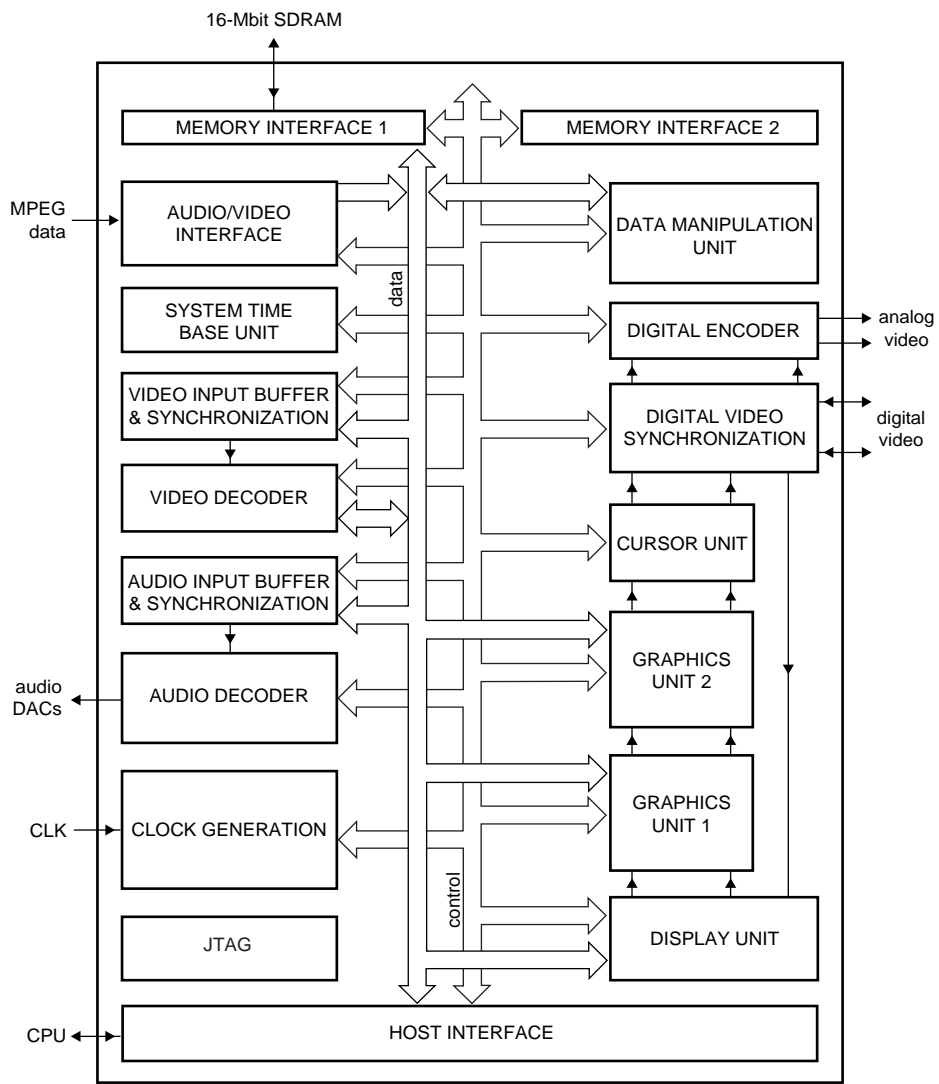 16-Mbit SDRAM
MEMORY INTERFACE 1
MEMORY INTERFACE 2
MPEG
data
AUDIO/VIDEO
INTERFACE
DATA MANIPULATION
UNIT
data
SYSTEM TIME
BASE UNIT
DIGITAL ENCODER
analog
video
VIDEO INPUT BUFFER
& SYNCHRONIZATION
DIGITAL VIDEO
SYNCHRONIZATION
digital
video
VIDEO DECODER
CURSOR UNIT
AUDIO INPUT BUFFER
& SYNCHRONIZATION
GRAPHICS
UNIT 2
audio
DACs
AUDIO DECODER
GRAPHICS
UNIT 1
CLK
CLOCK GENERATION
control
JTAG
DISPLAY UNIT
CPU
HOST INTERFACE